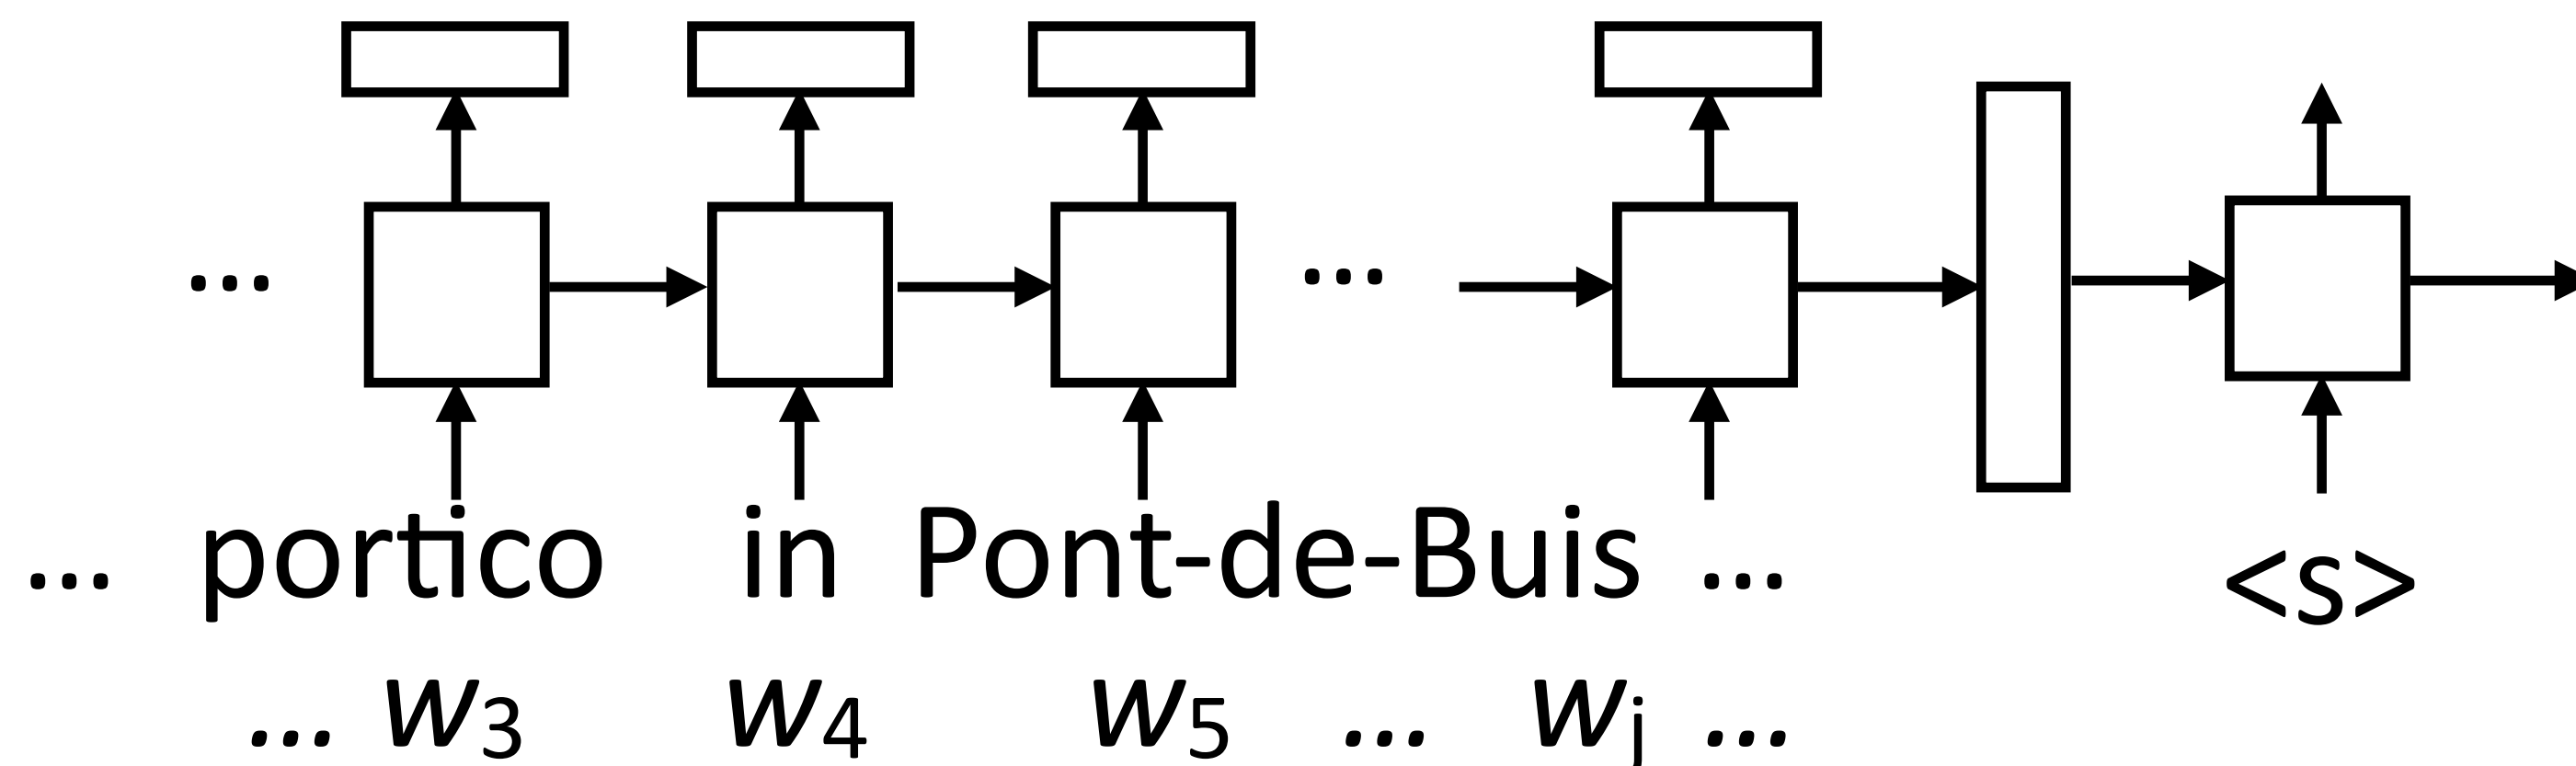 ... ...
... portico in Pont-de-Buis ... <s>
... w₃ w₄ w₅ ... wⱼ ...